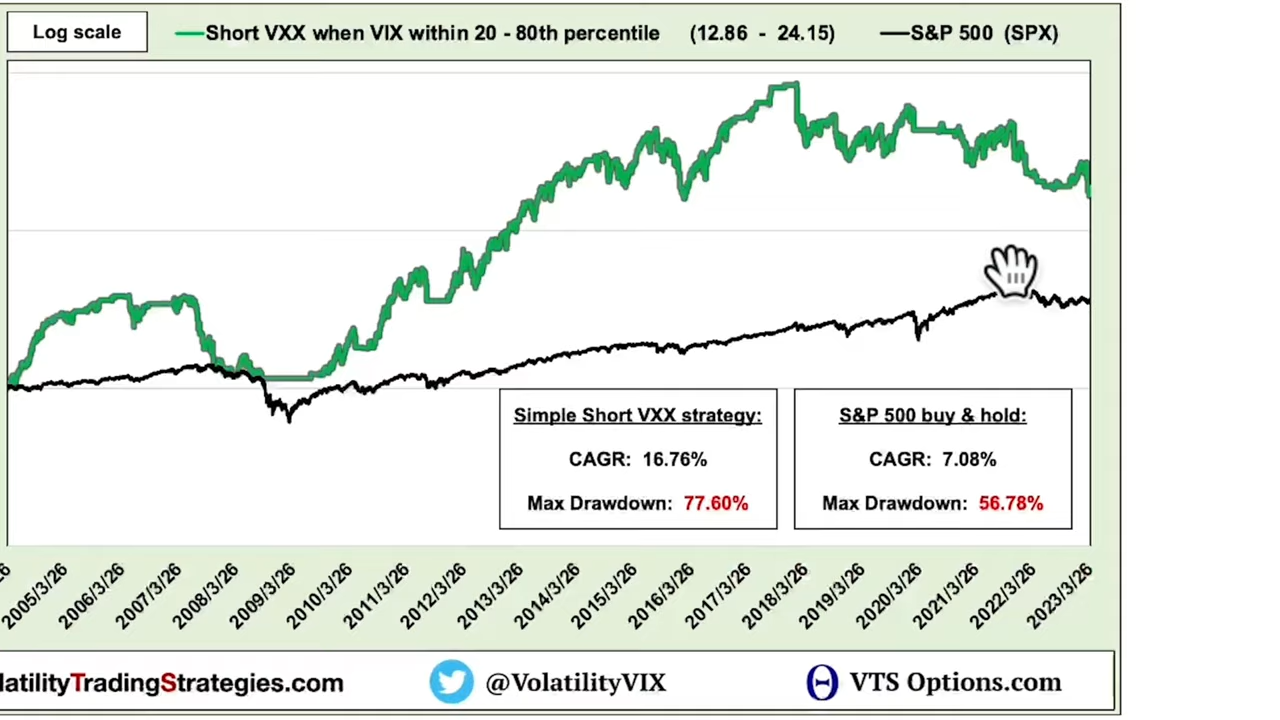 Log scale
Short VXX when VIX within 20 - 80th percentile (12.86 - 24.15)
S&P 500 (SPX)
Simple Short VXX strategy:
CAGR: 16.76%
Max Drawdown: 77.60%
S&P 500 buy & hold:
CAGR: 7.08%
Max Drawdown: 56.78%
26
2005/3/26
2006/3/26
2007/3/26
2008/3/26
2009/3/26
2010/3/26
2011/3/26
2012/3/26
2013/3/26
2014/3/26
2015/3/26
2016/3/26
2017/3/26
2018/3/26
2019/3/26
2020/3/26
2021/3/26
2022/3/26
2023/3/26
latilityTradingStrategies.com
@VolatilityVIX
VTS Options.com